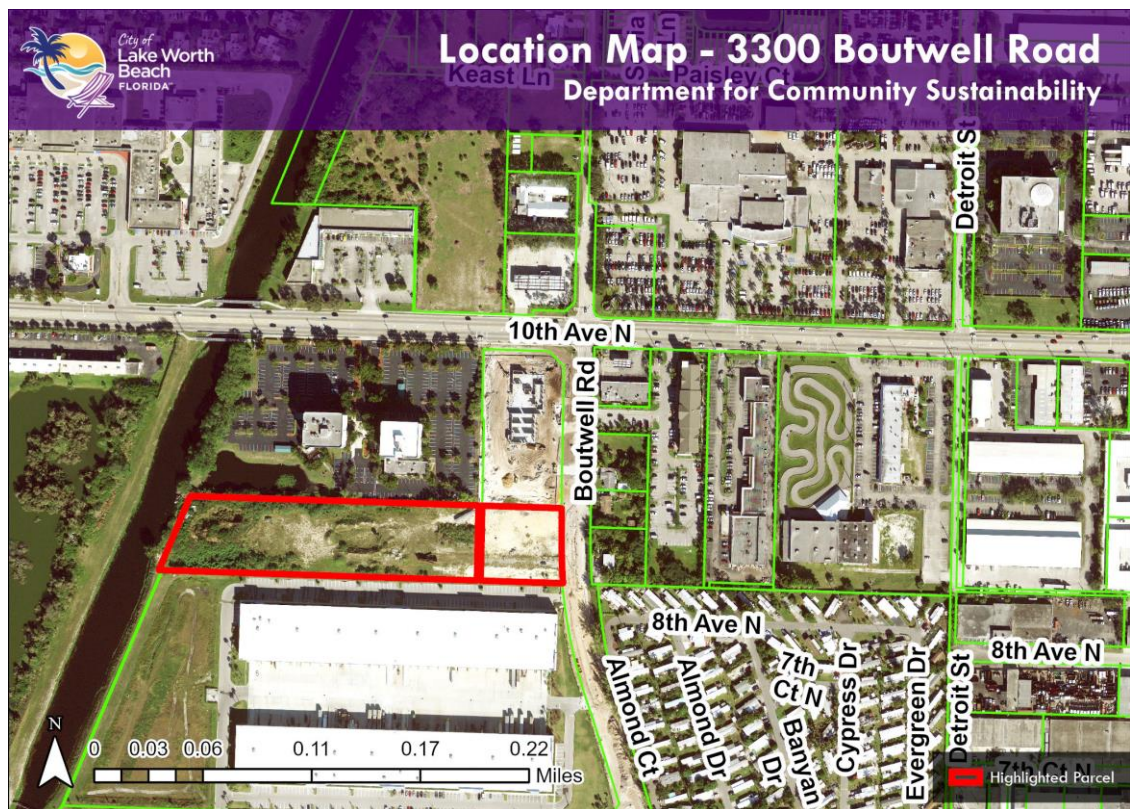 City of
Lake Worth
Beach
FLORIDA
Location Map - 3300 Boutwell Road
Department for Community Sustainability
Keast Ln
Paisley Ct
Ln
Detroit St
10th Ave N
Boutwell Rd
8th Ave N
8th Ave N
7th
Ct N
Almond Ct
Almond Dr
Banyan
Dr
Cypress Dr
Evergreen Dr
Detroit St
7th Ct N
N
0 0.03 0.06 0.11 0.17 0.22
Miles
Highlighted Parcel